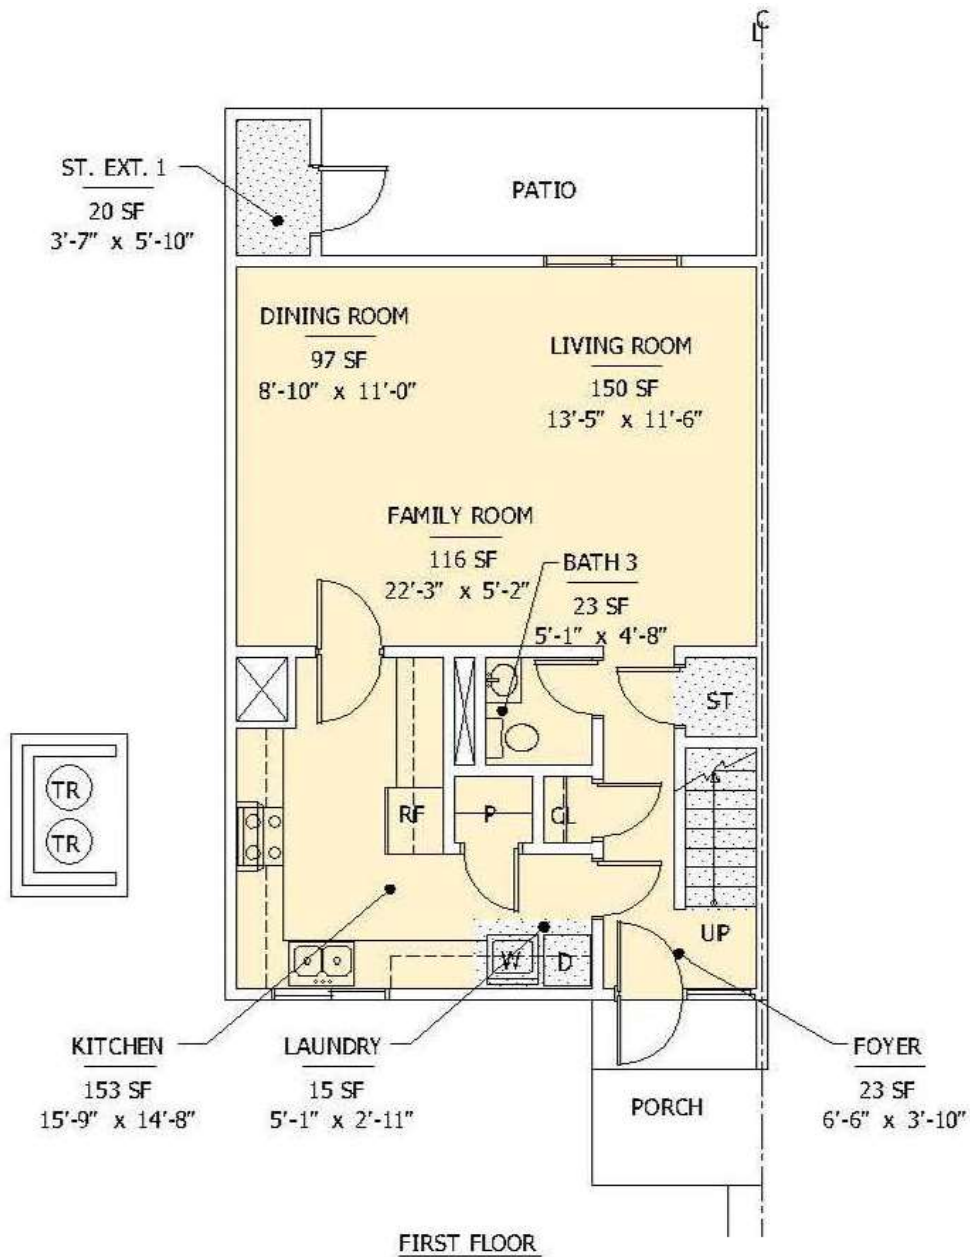 C
L
ST. EXT. 1
20 SF
3'-7" x 5'-10"
PATIO
DINING ROOM
97 SF
8'-10" x 11'-0"
LIVING ROOM
150 SF
13'-5" x 11'-6"
FAMILY ROOM
116 SF
22'-3" x 5'-2"
BATH 3
23 SF
5'-1" x 4'-8"
ST
TR
TR
RF
P
CL
UP
W
D
KITCHEN
153 SF
15'-9" x 14'-8"
LAUNDRY
15 SF
5'-1" x 2'-11"
FOYER
23 SF
6'-6" x 3'-10"
PORCH
FIRST FLOOR